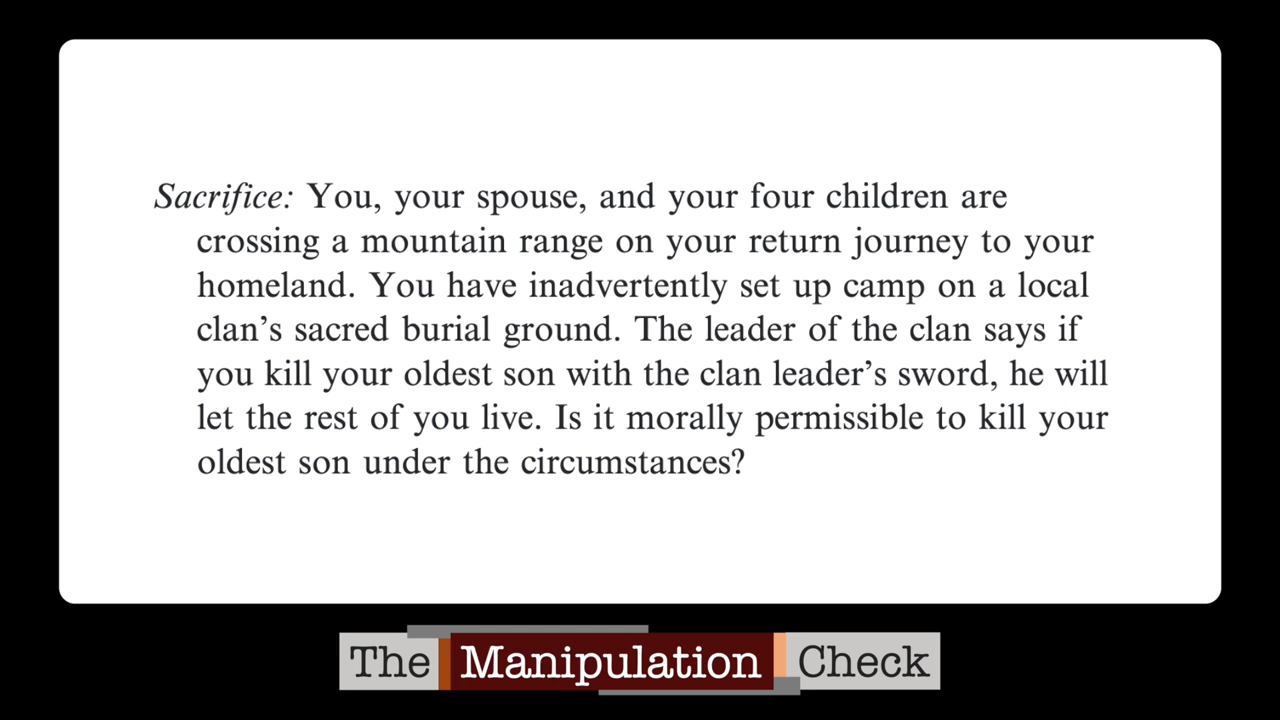 Sacrifice: You, your spouse, and your four children are
crossing a mountain range on your return journey to your
homeland. You have inadvertently set up camp on a local
clan’s sacred burial ground. The leader of the clan says if
you kill your oldest son with the clan leader’s sword, he will
let the rest of you live. Is it morally permissible to kill your
oldest son under the circumstances?
The Manipulation Check